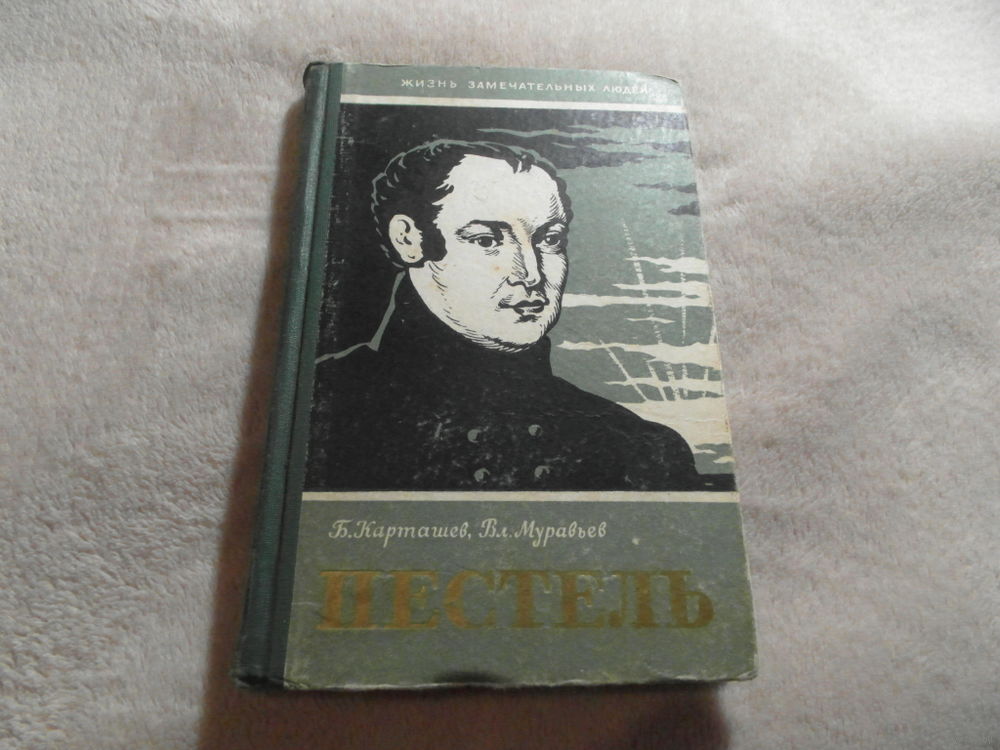 ЖИЗНЬ ЗАМЕЧАТЕЛЬНЫХ ЛЮДЕЙ
Б. Карташев, Вл. Муравьев
ПЕСТЕЛЬ